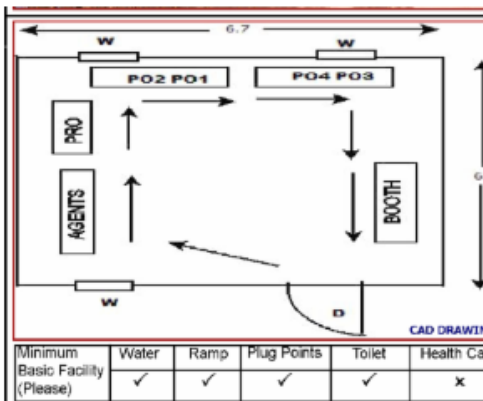 6.7
W W
PO2 PO1 PO4 PO3
PRO
AGENTS
BOOTH
6
W
D
CAD DRAWIN
Minimum Basic Facility (Please) Water Ramp Plug Points Toilet Health Ca
✓ ✓ ✓ ✓ x